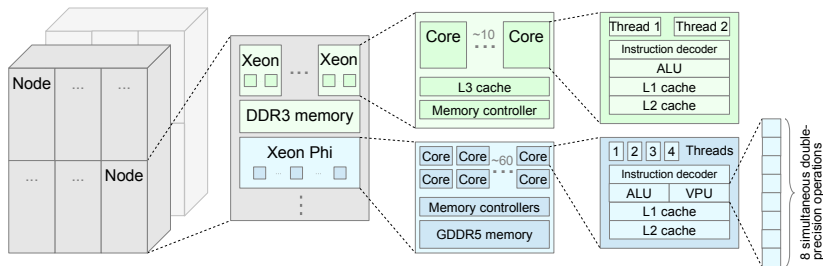 Node ... ...
... ... Node
Xeon ... Xeon
DDR3 memory
Xeon Phi
... ...
Core ~10 ... Core
L3 cache
Memory controller
Thread 1 Thread 2
Instruction decoder
ALU
L1 cache
L2 cache
Core Core ~60 ... Core
Core Core Core
Memory controllers
GDDR5 memory
1 2 3 4 Threads
Instruction decoder
ALU VPU
L1 cache
L2 cache
8 simultaneous double-
precision operations